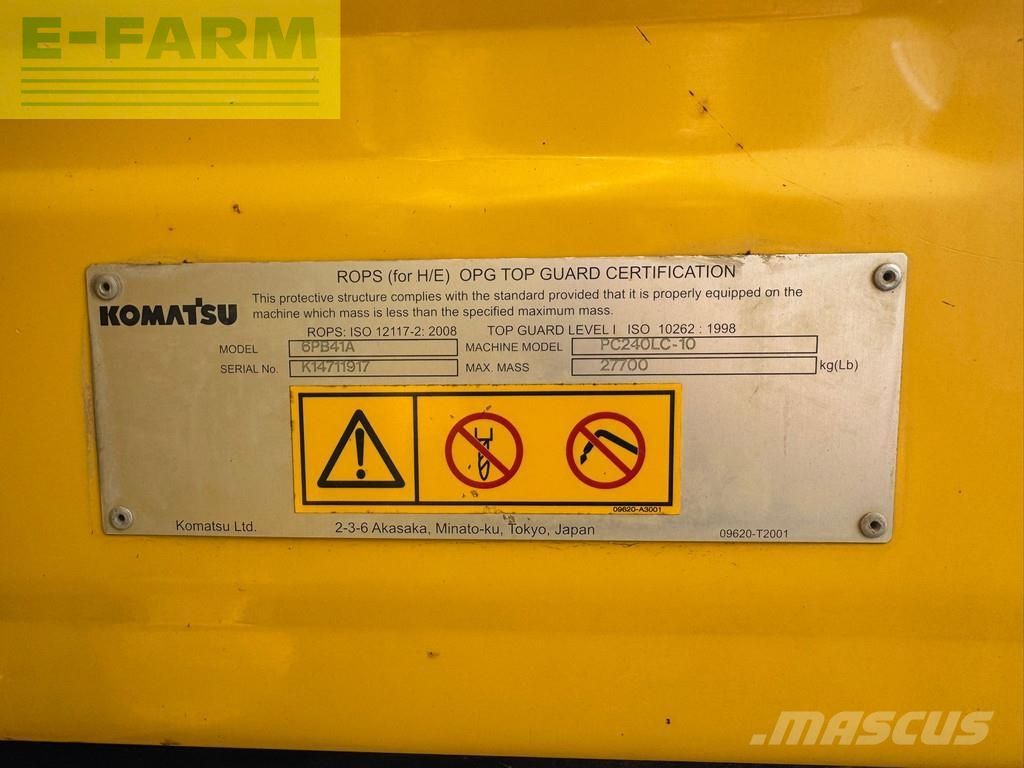 E-FARM
ROPS (for H/E) OPG TOP GUARD CERTIFICATION
KOMATSU
This protective structure complies with the standard provided that it is properly equipped on the
machine which mass is less than the specified maximum mass.
ROPS: ISO 12117-2: 2008 TOP GUARD LEVEL I ISO 10262 : 1998
MODEL 6PB41A MACHINE MODEL PC240LC-10
SERIAL No. K14711917 MAX. MASS 27700 kg(Lb)
09620-A3001
Komatsu Ltd. 2-3-6 Akasaka, Minato-ku, Tokyo, Japan 09620-T2001
MASCUS